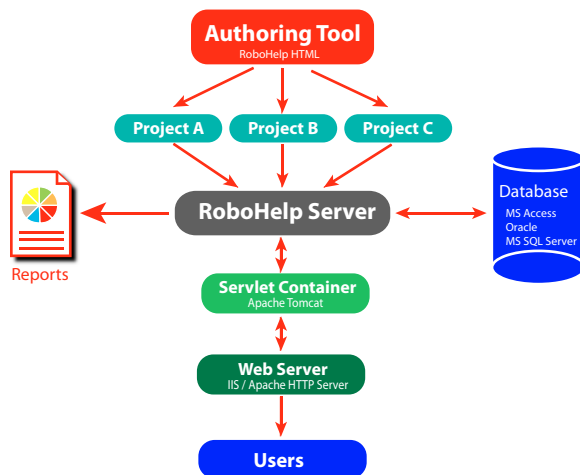 Authoring Tool
RoboHelp HTML
Project A
Project B
Project C
RoboHelp Server
Database
MS Access
Oracle
MS SQL Server
Reports
Servlet Container
Apache Tomcat
Web Server
IIS / Apache HTTP Server
Users